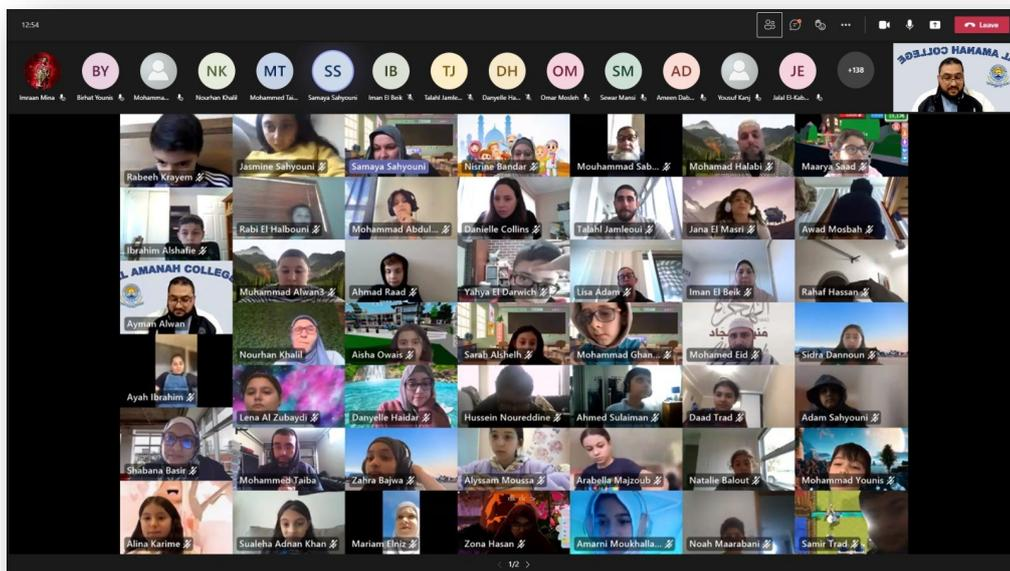 12:54
Leave
BY
NK
MT
SS
IB
TJ
DH
OM
SM
AD
JE
+138
Imraan Mina
Birhat Younis
Mohamma...
Nourhan Khalil
Mohammed Tai...
Samaya Sahyouni
Iman El Beik
Talahl Jamle...
Danyelle Ha...
Omar Mosleh
Sewar Mansi
Ameen Dab...
Yousuf Kanj
Jalal El-Kab...
AMANAH COLLEGE
Rabeeh Krayem
Jasmine Sahyouni
Samaya Sahyouni
Nisrine Bandar
Mouhammad Sab...
Mohamad Halabi
Maarya Saad
Ibrahim Alshafie
Rabi El Halbouni
Mohammad Abdul...
Danielle Collins
Talahl Jamleoui
Jana El Masri
Awad Mosbah
L AMANAH COLLEGE
Ayman Alwan
Muhammad Alwan3
Ahmad Raad
Yahya El Darwich
Lisa Adam
Iman El Beik
Rahaf Hassan
Nourhan Khalil
Aisha Owais
Sarah Alshelh
Mohammad Ghan...
Mohamed Eid
Sidra Dannoun
Ayah Ibrahim
Lena Al Zubaydi
Danyelle Haidar
Hussein Noureddine
Ahmed Sulaiman
Daad Trad
Adam Sahyouni
Shabana Basir
Mohammed Taiba
Zahra Bajwa
Alyssam Moussa
Arabella Majzoub
Natalie Balout
Mohammad Younis
Alina Karime
Sualeha Adnan Khan
Mariam Elniz
Zona Hasan
Amarni Moukhalla...
Noah Maarabani
Samir Trad
1/2